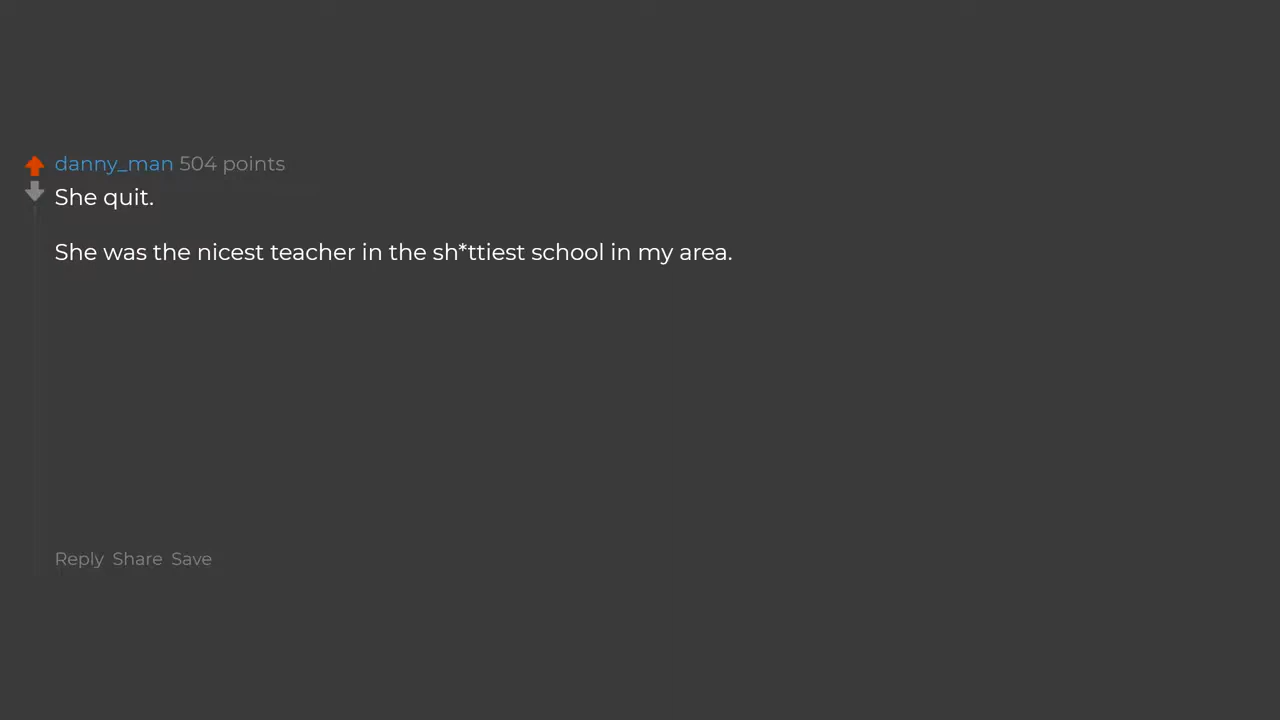 danny_man 504 points
She quit.
She was the nicest teacher in the sh*ttiest school in my area.
Reply Share Save